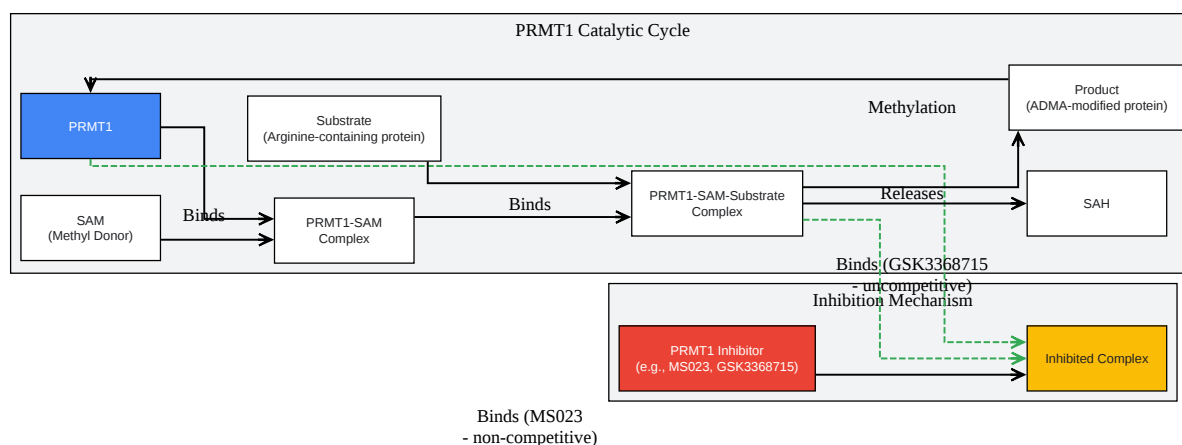 PRMT1 Catalytic Cycle
Product
(ADMA-modified protein)
Methylation
PRMT1
Substrate
(Arginine-containing protein)
PRMT1-SAM-Substrate
Complex
Releases
SAH
SAM
(Methyl Donor)
Binds
PRMT1-SAM
Complex
Binds
Binds (GSK3368715
- uncompetitive)
Inhibition Mechanism
PRMT1 Inhibitor
(e.g., MS023, GSK3368715)
Inhibited Complex
Binds (MS023
- non-competitive)